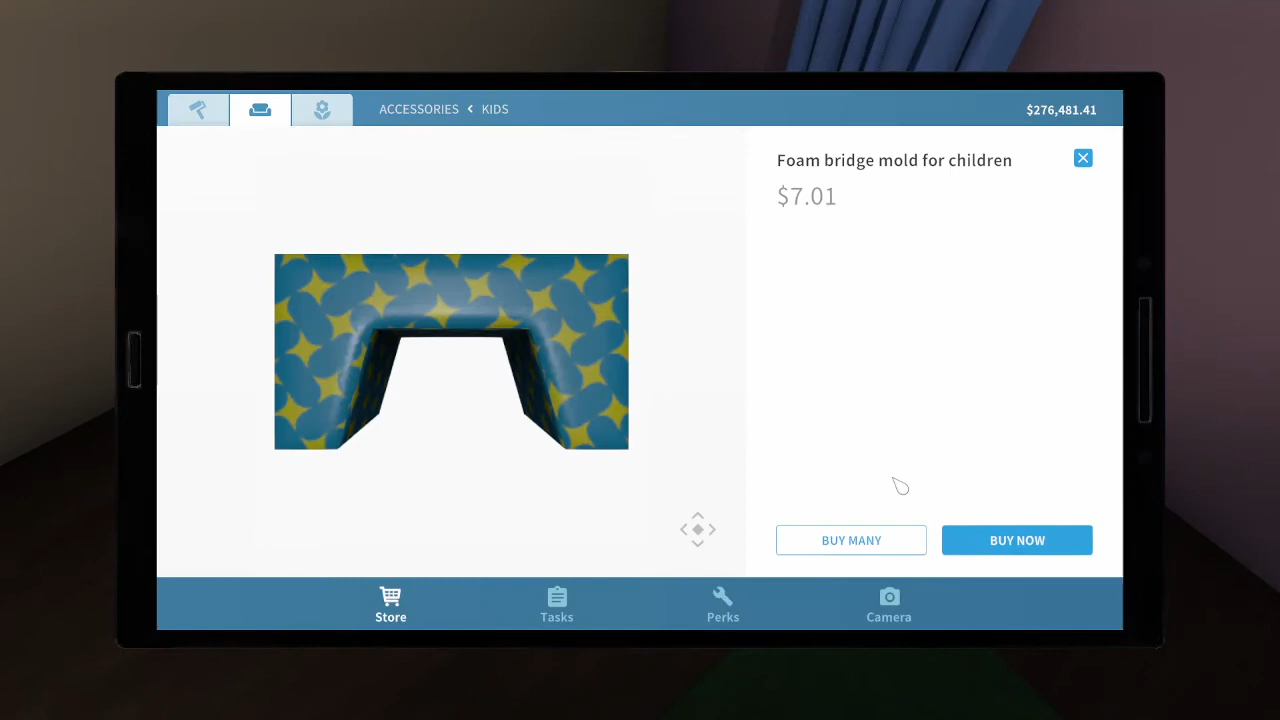 ACCESSORIES < KIDS
$276,481.41
Foam bridge mold for children
$7.01
BUY MANY
BUY NOW
Store
Tasks
Perks
Camera